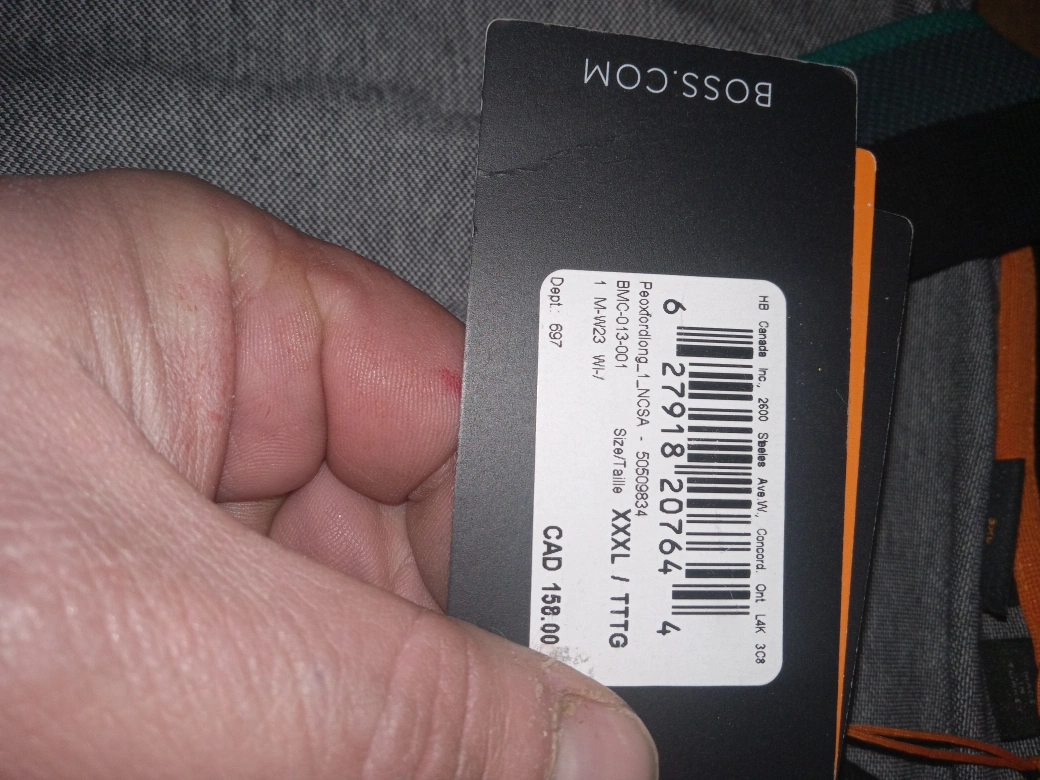 BOSS.COM
HB Canada Inc., 2600 Steeles Ave.W., Concord. Ont L4K 3C8
6 27918 20764 4
Peoxfordlong_1_NCSA - 50509834
BMC-013-001 Size/Taille XXXL / TTTG
1 M-W23 WI-/
Dept: 697 CAD 158.00